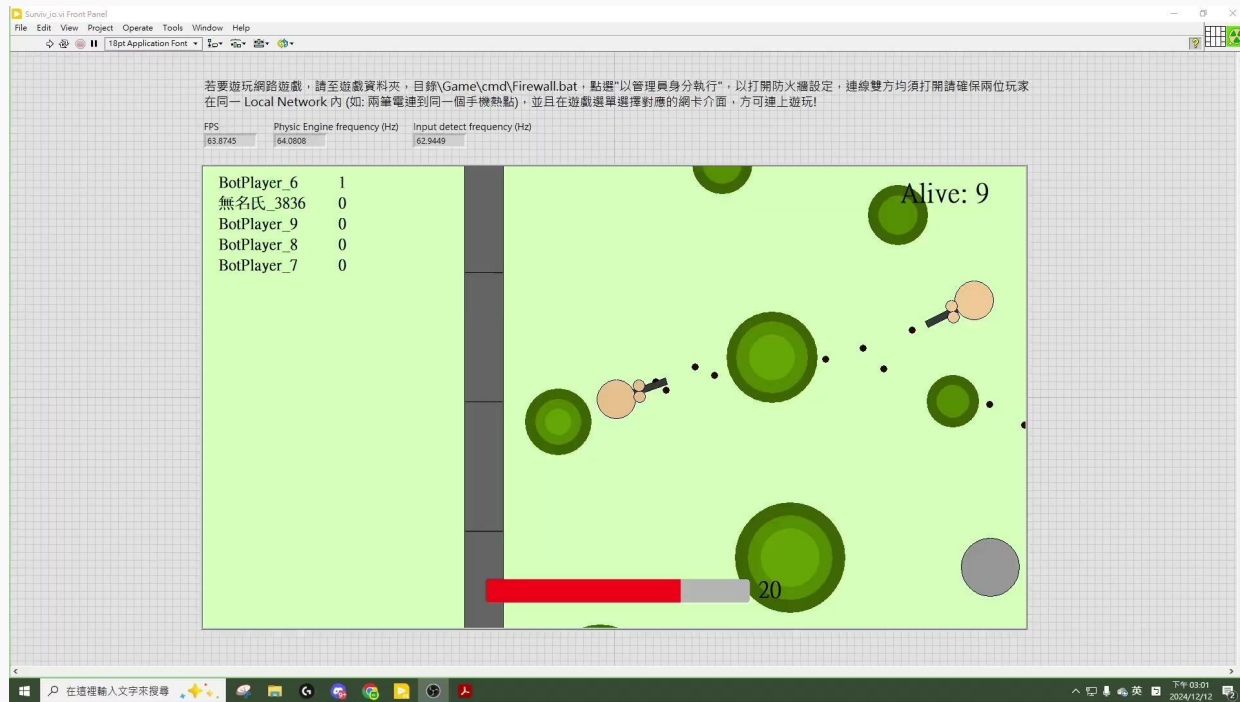 Surviv_io.vi Front Panel
File Edit View Project Operate Tools Window Help
18pt Application Font
若要遊玩網路遊戲，請至遊戲資料夾，目錄\Game\cmd\Firewall.bat，點選"以管理員身分執行"，以打開防火牆設定，連線雙方均須打開請確保兩位玩家
在同一 Local Network 內 (如: 兩筆電連到同一個手機熱點)，並且在遊戲選單選擇對應的網卡介面，方可連上遊玩!
FPS Physic Engine frequency (Hz) Input detect frequency (Hz)
63.8745 64.0808 62.9449
BotPlayer_6 1
無名氏_3836 0
BotPlayer_9 0
BotPlayer_8 0
BotPlayer_7 0
Alive: 9
20
在這裡輸入文字來搜尋
英
下午 03:01
2024/12/12
2